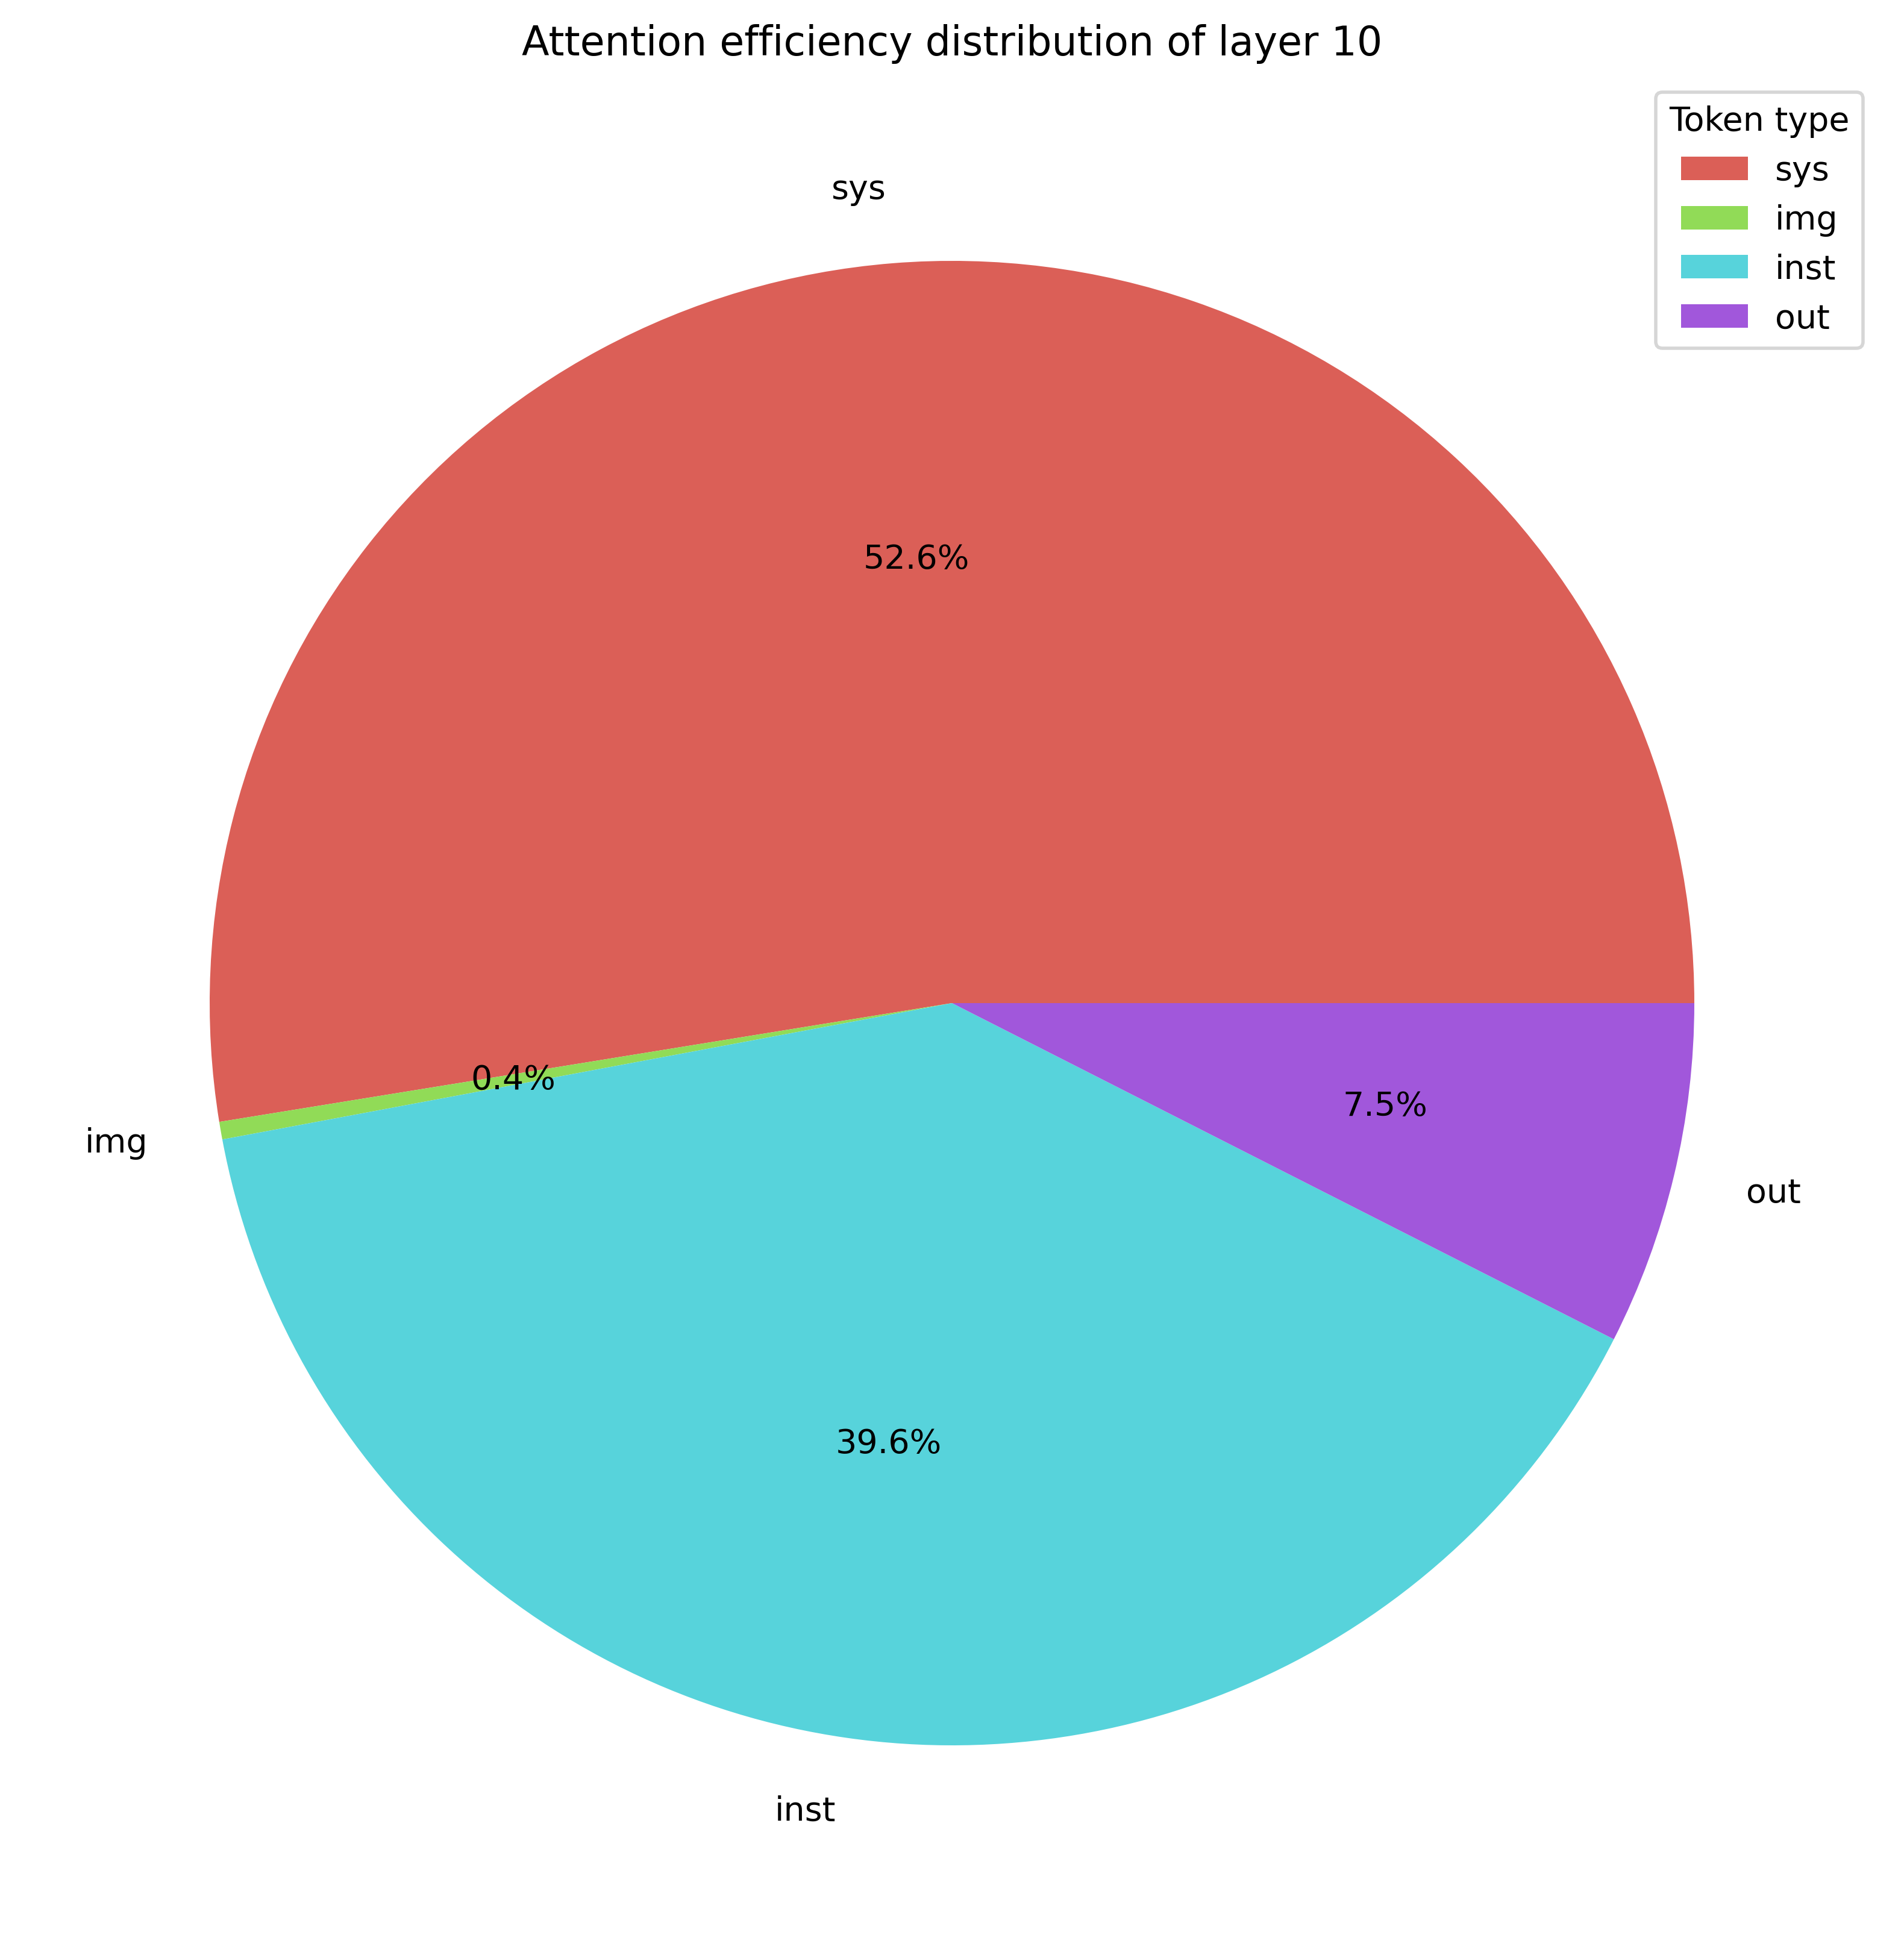 Attention efficiency distribution of layer 10
Token type
sys
img
inst
out
sys
52.6%
0.4%
img
7.5%
out
39.6%
inst